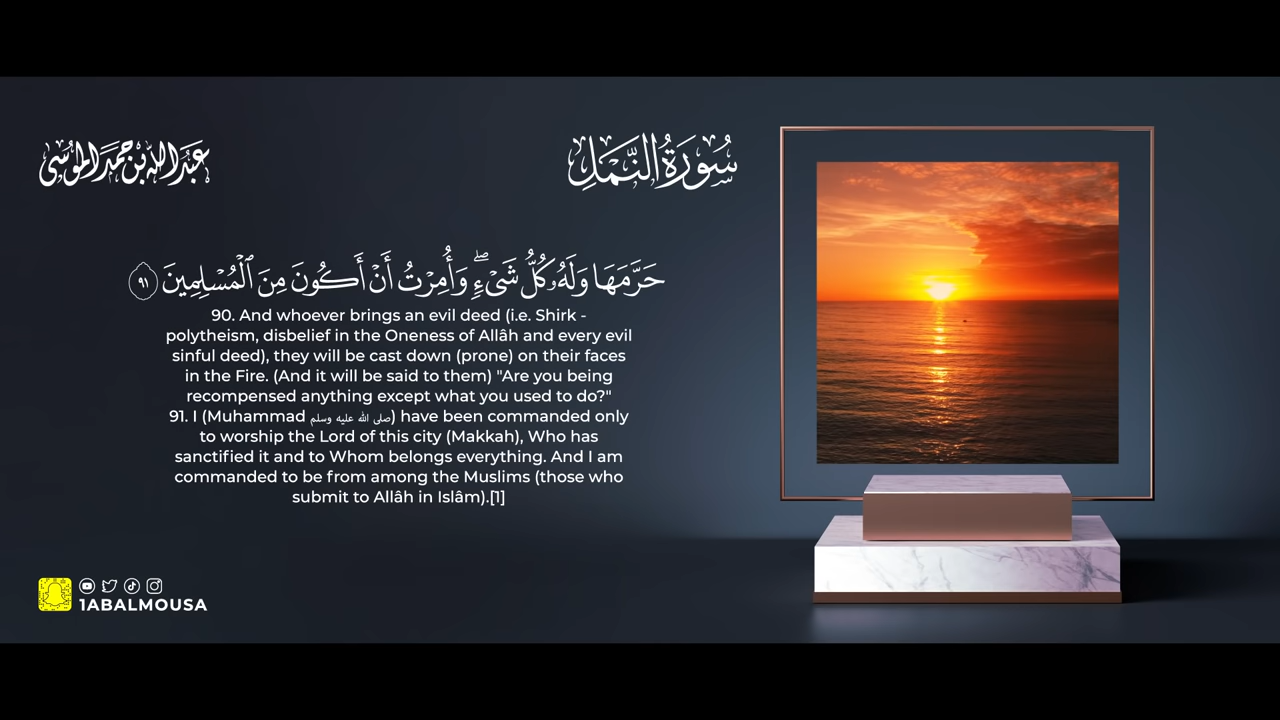 عبد الله بن حمد الموسى
سُورَةُ النَّمْلِ
حَرَّمَهَا وَلَهُۥ كُلُّ شَىْءٍۖ وَأُمِرْتُ أَنْ أَكُونَ مِنَ ٱلْمُسْلِمِينَ ٩١
90. And whoever brings an evil deed (i.e. Shirk -
polytheism, disbelief in the Oneness of Allâh and every evil
sinful deed), they will be cast down (prone) on their faces
in the Fire. (And it will be said to them) "Are you being
recompensed anything except what you used to do?"
91. I (Muhammad صلى الله عليه وسلم) have been commanded only
to worship the Lord of this city (Makkah), Who has
sanctified it and to Whom belongs everything. And I am
commanded to be from among the Muslims (those who
submit to Allâh in Islâm).[1]
1ABALMOUSA